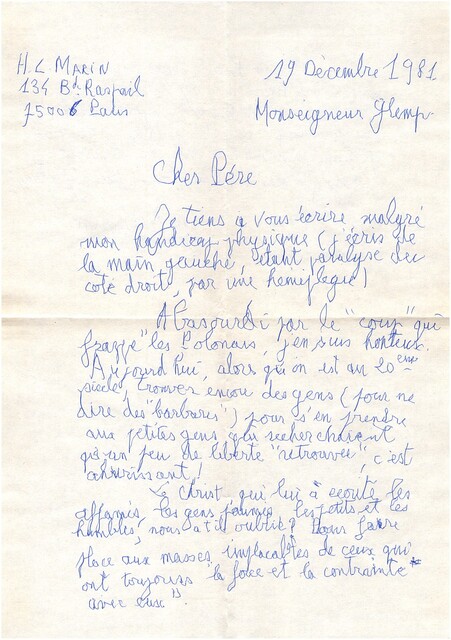 H.L MARIN
134 Bd Raspail
75006 Paris
19 Décembre 1981
Monseigneur Glemp.
Cher Pére
Je tiens a vous écrire malgré
mon handicap physique (j'écris de
la main gauche, étant paralysé du
coté droit, par une hemiplegie)
Abasourdi par le "coup" qui
frappe les Polonais, j'en suis honteux.
Aujourd'hui, alors qu'on est au 20ème
siècle, trouver encore des gens (pour ne
dire des "barbares") pour s'en prendre
aux petites gens qui recherchaient
qu'un peu de liberté "retrouvée", c'est
ahurissant!
Le Christ qui lui à écouté les
affamés, les gens paumés, les petits et les
humbles, nous a t'il oublié? Dans
place aux masses implacables de ceux qui
ont toujours "la force et la contrainte
avec eux".